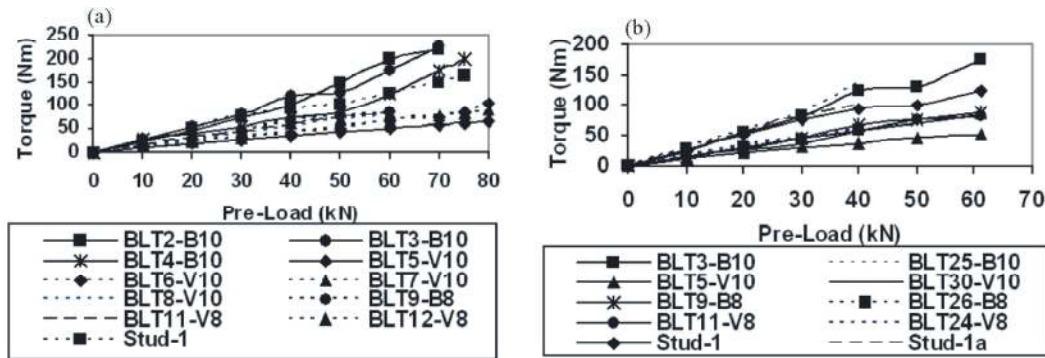 (a)
Torque (Nm)
250
200
150
100
50
0
0 10 20 30 40 50 60 70 80
Pre-Load (kN)
BLT2-B10 BLT3-B10
BLT4-B10 BLT5-V10
BLT6-V10 BLT7-V10
BLT8-V10 BLT9-B8
BLT11-V8 BLT12-V8
Stud-1
(b)
Torque (Nm)
200
150
100
50
0
0 10 20 30 40 50 60 70
Pre-Load (kN)
BLT3-B10 BLT25-B10
BLT5-V10 BLT30-V10
BLT9-B8 BLT26-B8
BLT11-V8 BLT24-V8
Stud-1 Stud-1a